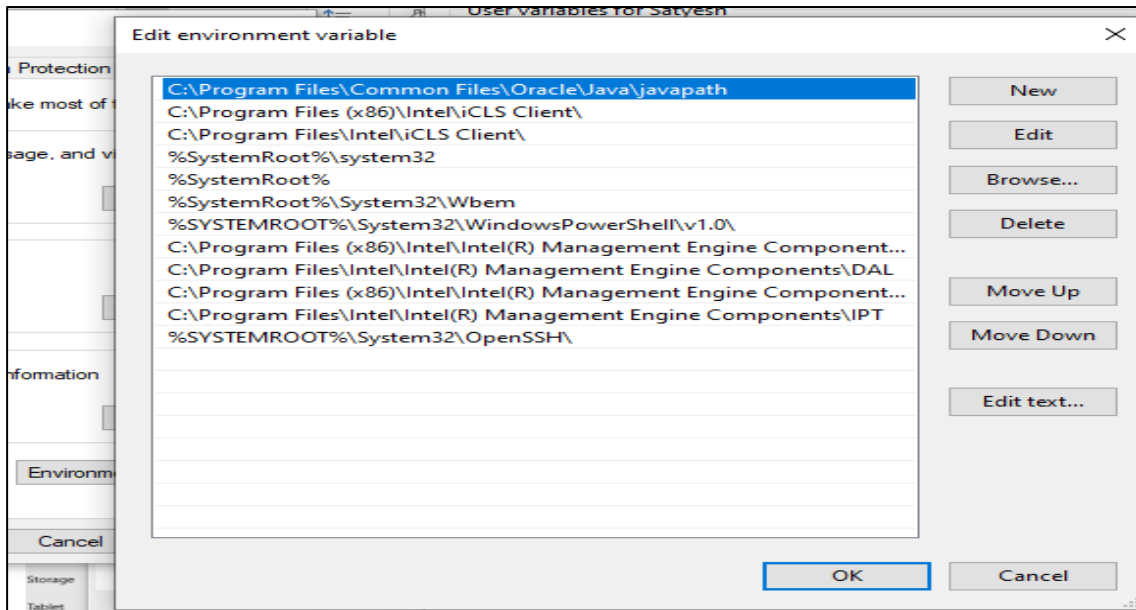 User variables for Satyesh
Edit environment variable
Protection
ake most of t
sage, and vi
nformation
Environme
Cancel
Storage
Tablet
C:\Program Files\Common Files\Oracle\Java\javapath
C:\Program Files (x86)\Intel\iCLS Client\
C:\Program Files\Intel\iCLS Client\
%SystemRoot%\system32
%SystemRoot%
%SystemRoot%\System32\Wbem
%SYSTEMROOT%\System32\WindowsPowerShell\v1.0\
C:\Program Files (x86)\Intel\Intel(R) Management Engine Component...
C:\Program Files\Intel\Intel(R) Management Engine Components\DAL
C:\Program Files (x86)\Intel\Intel(R) Management Engine Component...
C:\Program Files\Intel\Intel(R) Management Engine Components\IPT
%SYSTEMROOT%\System32\OpenSSH\
New
Edit
Browse...
Delete
Move Up
Move Down
Edit text...
OK
Cancel